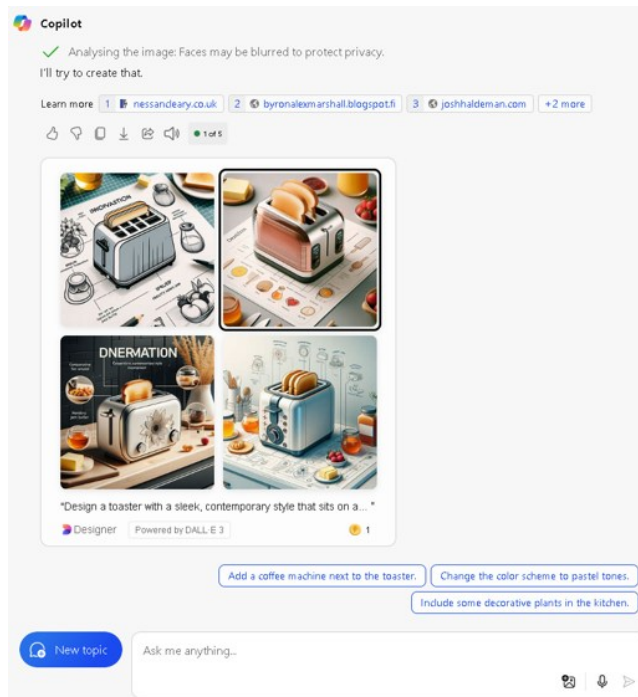 Copilot
Analysing the image: Faces may be blurred to protect privacy.
I'll try to create that.
Learn more 1 nessancleary.co.uk 2 byronalexmarshall.blogspot.fi 3 joshhaldeman.com +2 more
1 of 5
DNERMATION
"Design a toaster with a sleek, contemporary style that sits on a... "
Designer Powered by DALL·E 3 1
Add a coffee machine next to the toaster. Change the color scheme to pastel tones.
Include some decorative plants in the kitchen.
New topic Ask me anything...